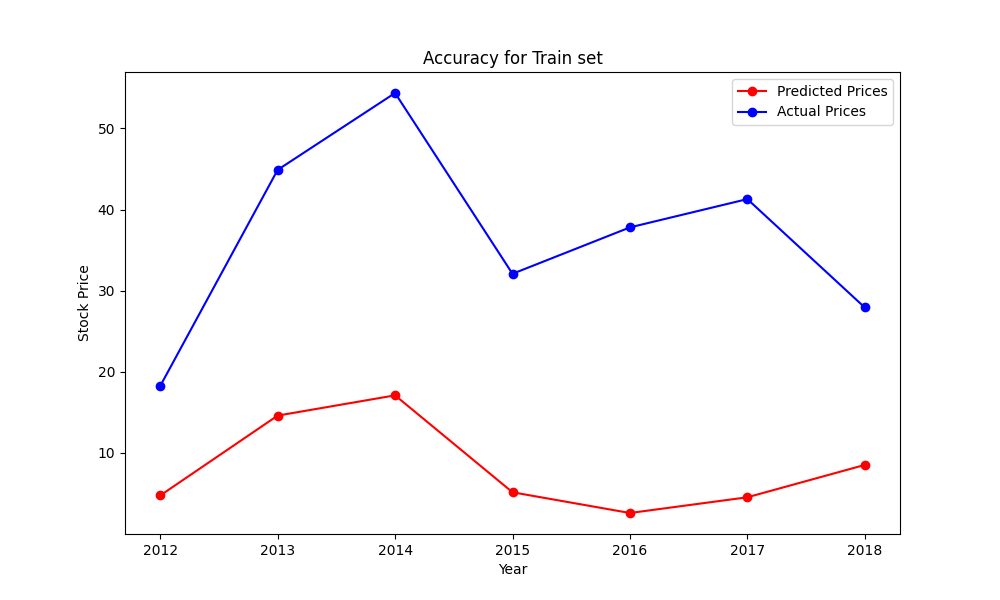 Accuracy for Train set
Predicted Prices
Actual Prices
50
40
30
20
10
Stock Price
2012 2013 2014 2015 2016 2017 2018
Year